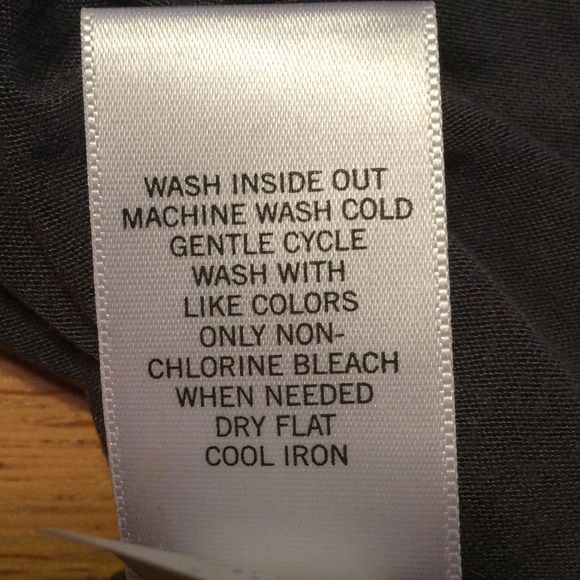 WASH INSIDE OUT
MACHINE WASH COLD
GENTLE CYCLE
WASH WITH
LIKE COLORS
ONLY NON-
CHLORINE BLEACH
WHEN NEEDED
DRY FLAT
COOL IRON